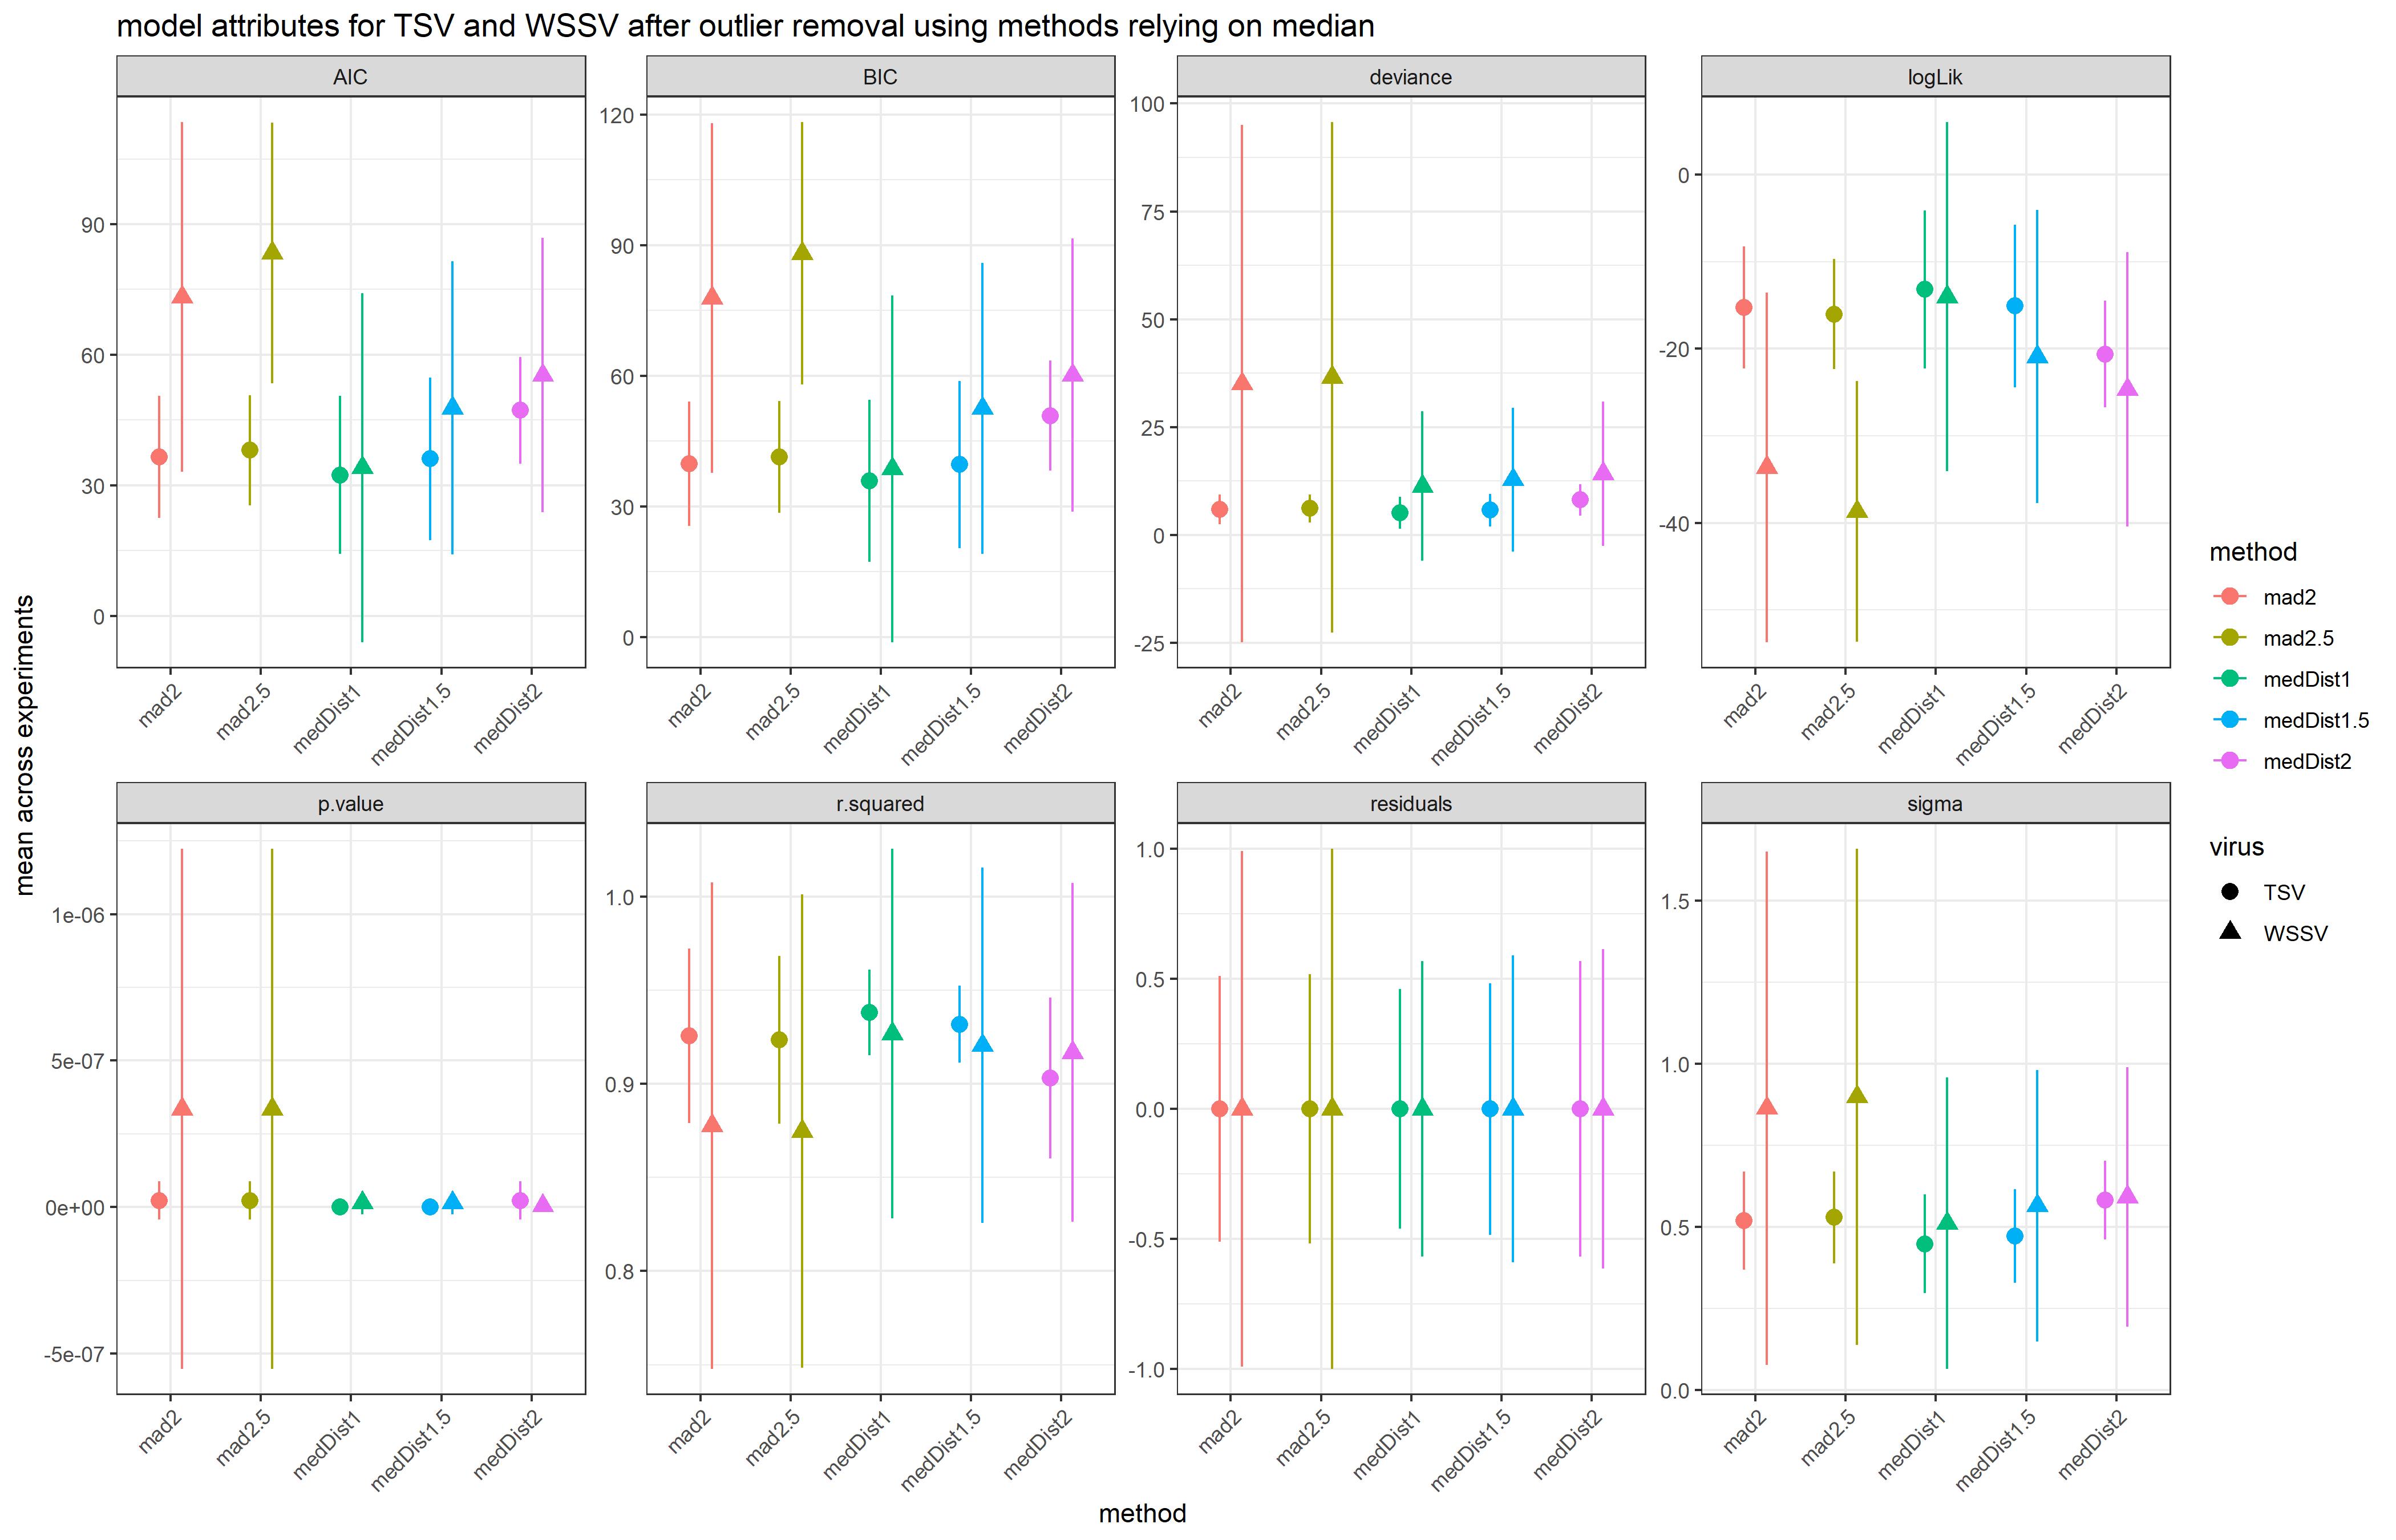 model attributes for TSV and WSSV after outlier removal using methods relying on median
AIC
BIC
deviance
logLik
90
60
30
0
120
90
60
30
0
100
75
50
25
0
-25
0
-20
-40
mad2
mad2.5
medDist1
medDist1.5
medDist2
mad2
mad2.5
medDist1
medDist1.5
medDist2
mad2
mad2.5
medDist1
medDist1.5
medDist2
mad2
mad2.5
medDist1
medDist1.5
medDist2
p.value
r.squared
residuals
sigma
1e-06
5e-07
0e+00
-5e-07
1.0
0.9
0.8
1.0
0.5
0.0
-0.5
-1.0
1.5
1.0
0.5
0.0
mad2
mad2.5
medDist1
medDist1.5
medDist2
mad2
mad2.5
medDist1
medDist1.5
medDist2
mad2
mad2.5
medDist1
medDist1.5
medDist2
mad2
mad2.5
medDist1
medDist1.5
medDist2
mean across experiments
method
method
mad2
mad2.5
medDist1
medDist1.5
medDist2
virus
TSV
WSSV